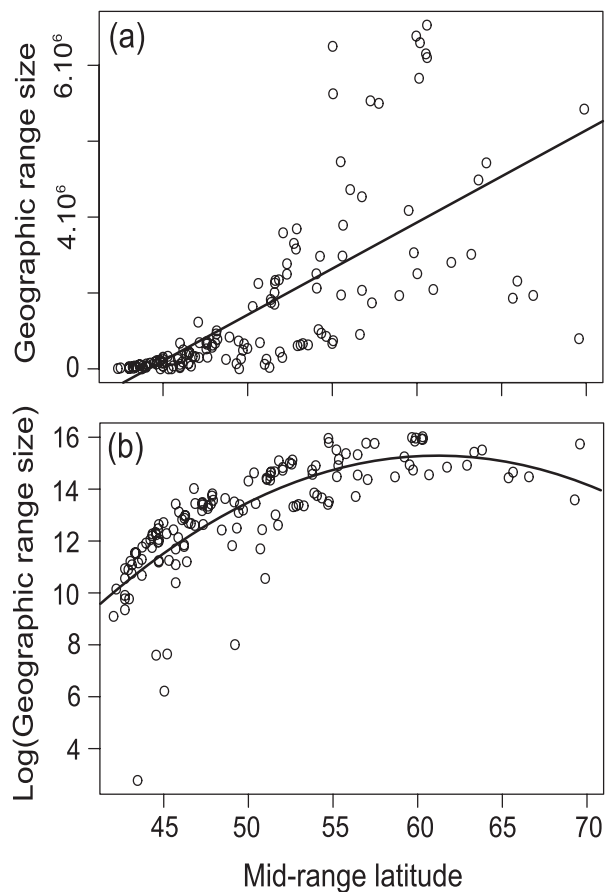 (a)
Geographic range size
6.10⁶
4.10⁶
0
(b)
Log(Geographic range size)
16
14
12
10
8
6
4
45 50 55 60 65 70
Mid-range latitude